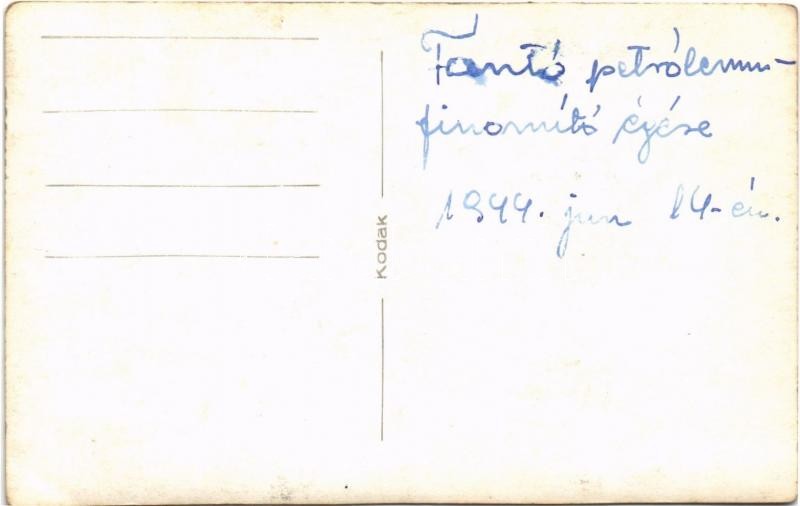 Fantó petróleum-
finomító égése
1944. jun 14-én.
Kodak